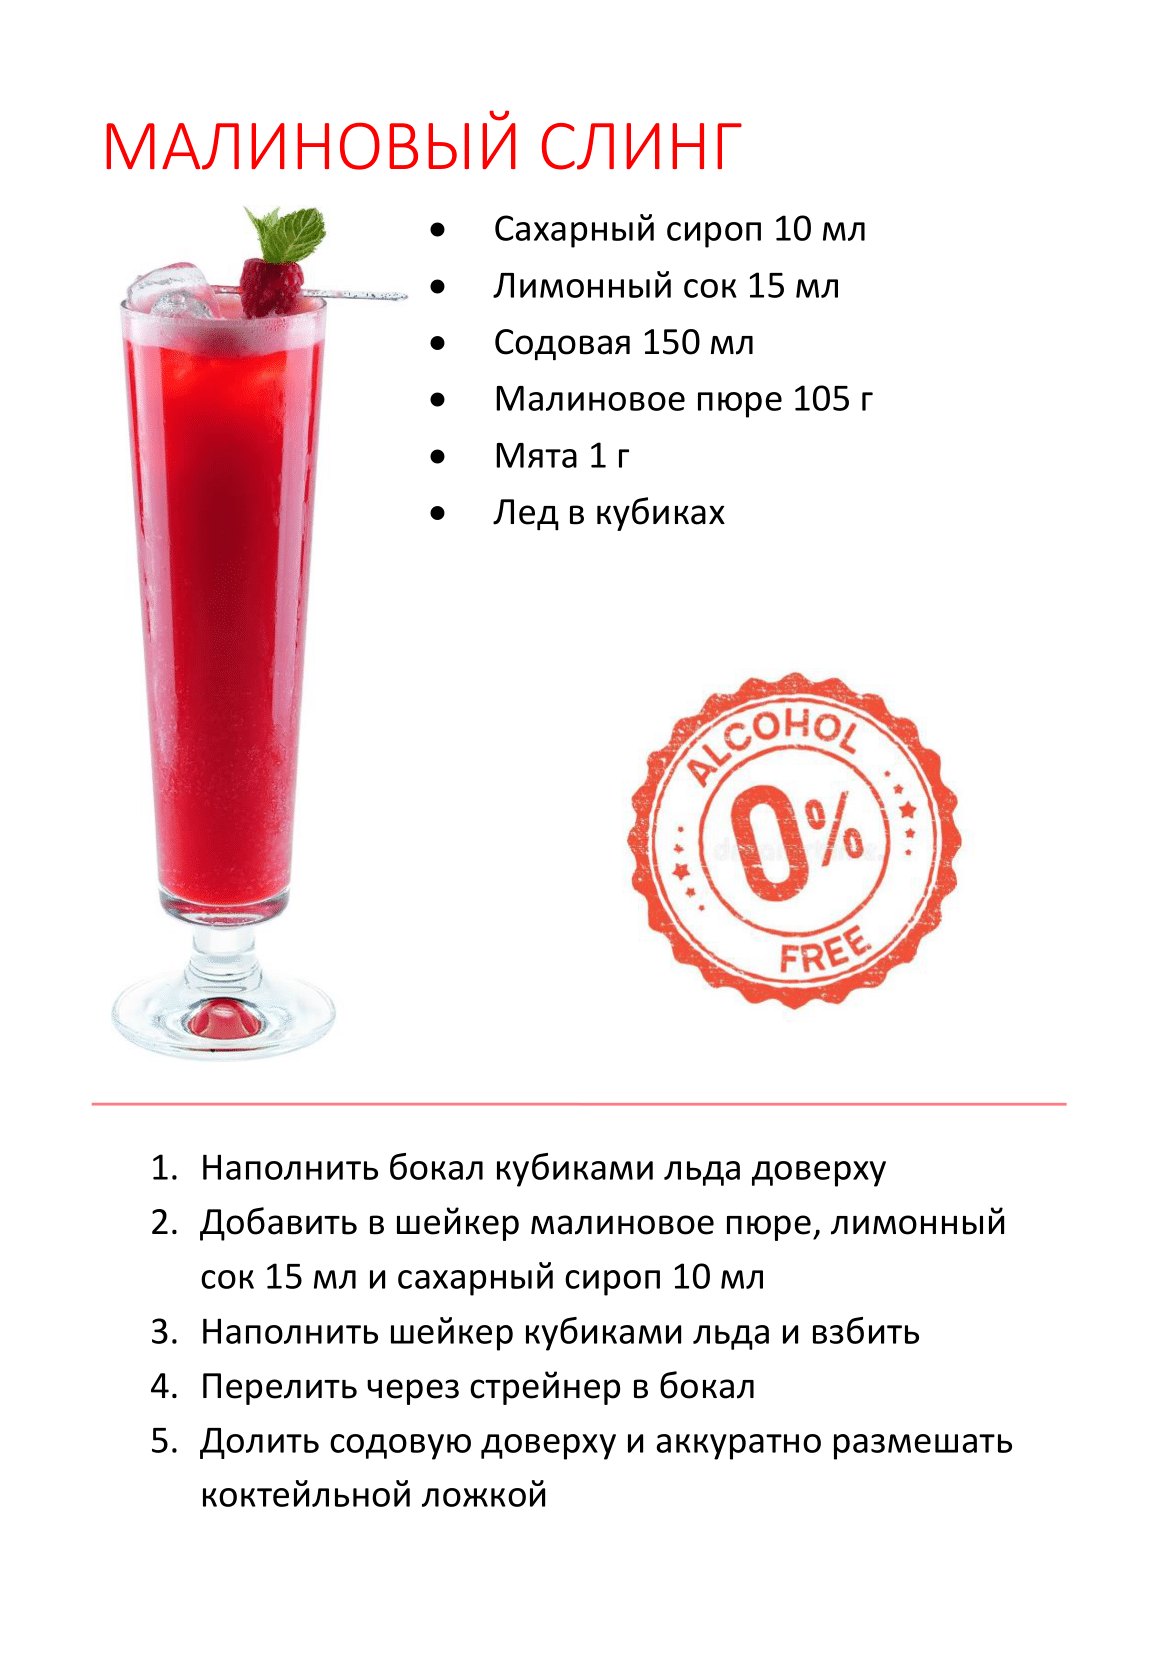 МАЛИНОВЫЙ СЛИНГ
• Сахарный сироп 10 мл
• Лимонный сок 15 мл
• Содовая 150 мл
• Малиновое пюре 105 г
• Мята 1 г
• Лед в кубиках
ALCOHOL
0%
FREE
1. Наполнить бокал кубиками льда доверху
2. Добавить в шейкер малиновое пюре, лимонный
сок 15 мл и сахарный сироп 10 мл
3. Наполнить шейкер кубиками льда и взбить
4. Перелить через стрейнер в бокал
5. Долить содовую доверху и аккуратно размешать
коктейльной ложкой